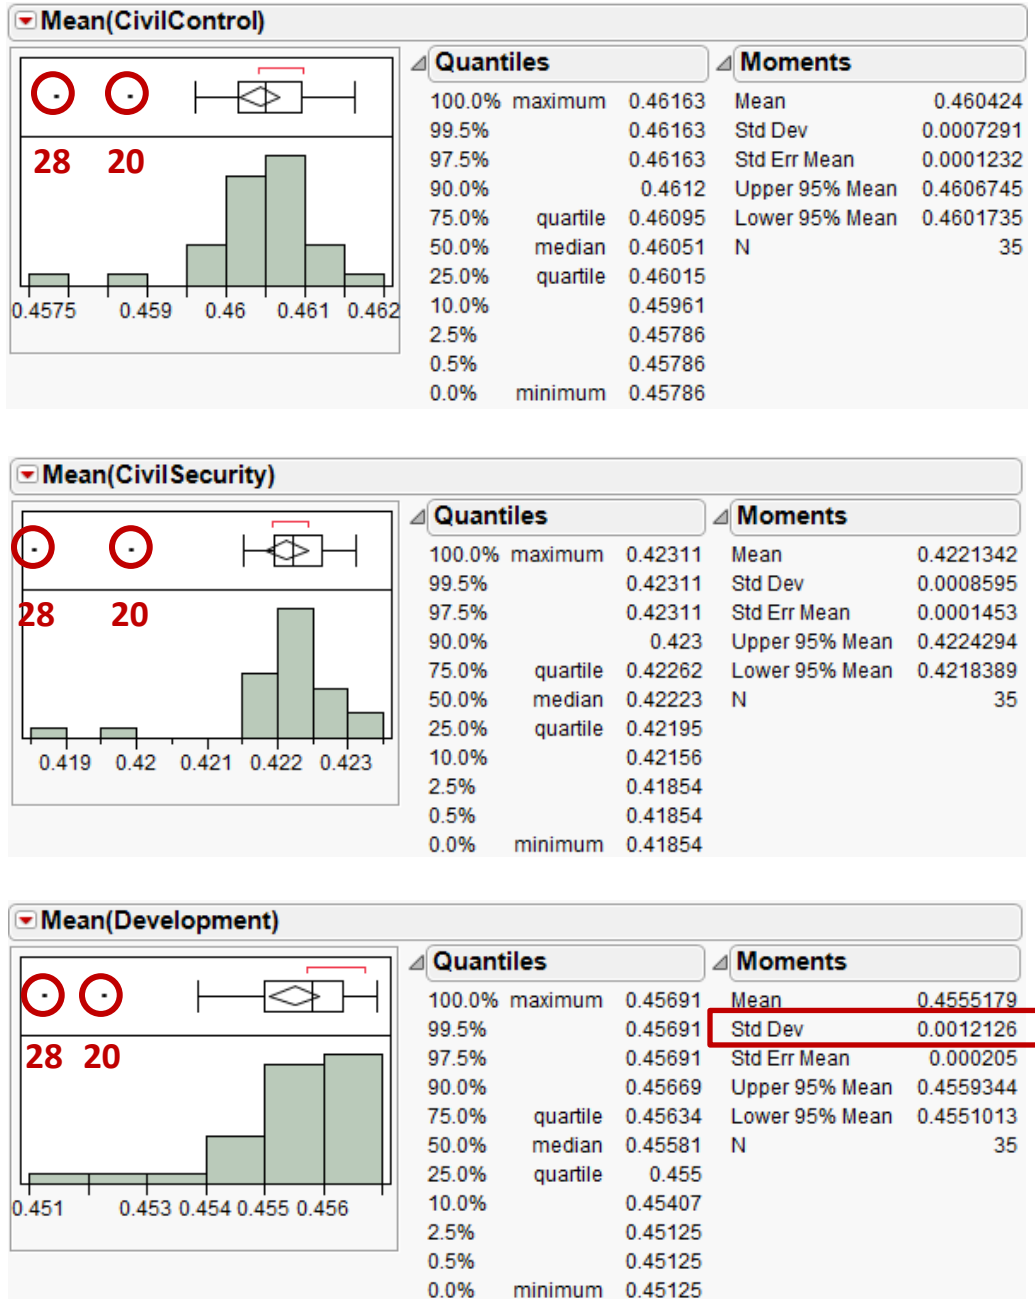 Mean(CivilControl)
Quantiles
Moments
28 20
0.4575 0.459 0.46 0.461 0.462
100.0% maximum 0.46163
99.5% 0.46163
97.5% 0.46163
90.0% 0.4612
75.0% quartile 0.46095
50.0% median 0.46051
25.0% quartile 0.46015
10.0% 0.45961
2.5% 0.45786
0.5% 0.45786
0.0% minimum 0.45786
Mean 0.460424
Std Dev 0.0007291
Std Err Mean 0.0001232
Upper 95% Mean 0.4606745
Lower 95% Mean 0.4601735
N 35
Mean(CivilSecurity)
Quantiles
Moments
28 20
0.419 0.42 0.421 0.422 0.423
100.0% maximum 0.42311
99.5% 0.42311
97.5% 0.42311
90.0% 0.423
75.0% quartile 0.42262
50.0% median 0.42223
25.0% quartile 0.42195
10.0% 0.42156
2.5% 0.41854
0.5% 0.41854
0.0% minimum 0.41854
Mean 0.4221342
Std Dev 0.0008595
Std Err Mean 0.0001453
Upper 95% Mean 0.4224294
Lower 95% Mean 0.4218389
N 35
Mean(Development)
Quantiles
Moments
28 20
0.451 0.453 0.454 0.455 0.456
100.0% maximum 0.45691
99.5% 0.45691
97.5% 0.45691
90.0% 0.45669
75.0% quartile 0.45634
50.0% median 0.45581
25.0% quartile 0.455
10.0% 0.45407
2.5% 0.45125
0.5% 0.45125
0.0% minimum 0.45125
Mean 0.4555179
Std Dev 0.0012126
Std Err Mean 0.000205
Upper 95% Mean 0.4559344
Lower 95% Mean 0.4551013
N 35